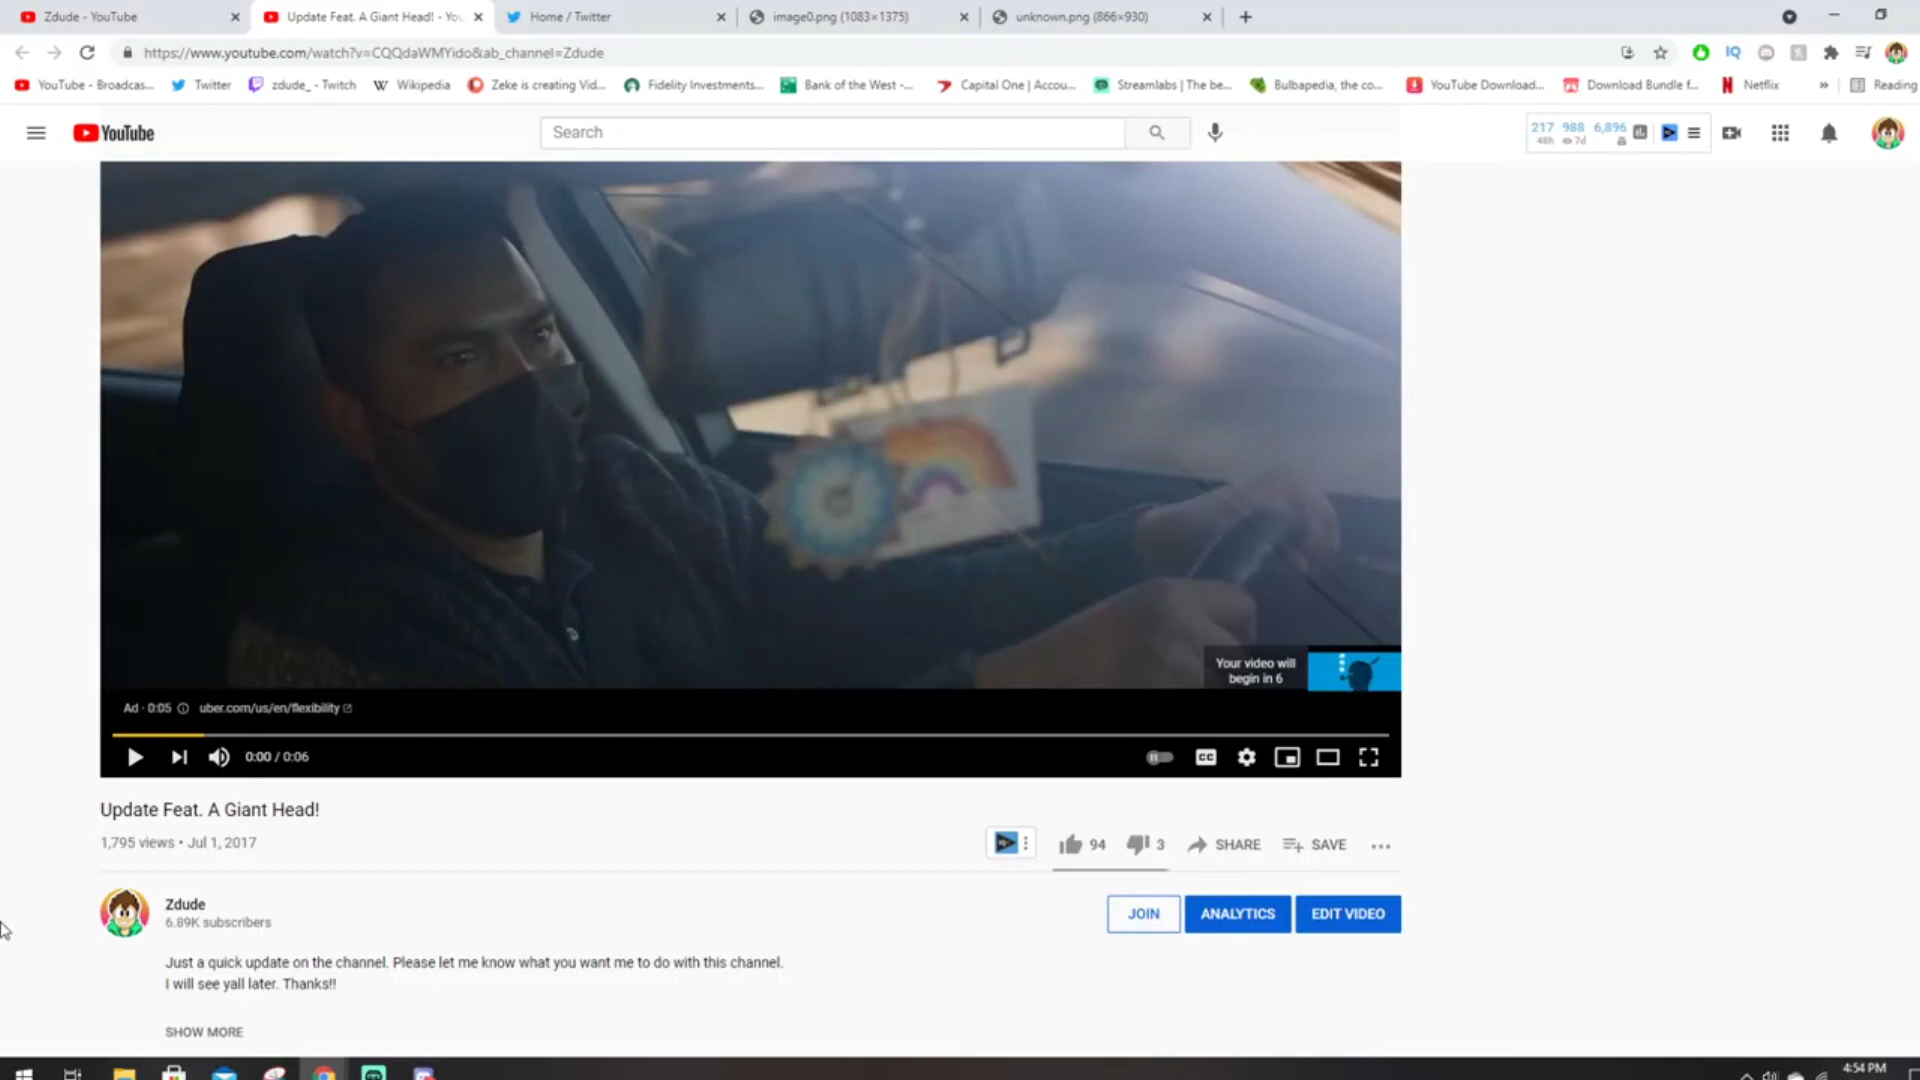 Zdude - YouTube
Update Feat. A Giant Head! - You
Home / Twitter
image0.png (1083×1375)
unknown.png (866×930)
https://www.youtube.com/watch?v=CQQdaWMYido&ab_channel=Zdude
YouTube - Broadcas...
Twitter
zdude_ - Twitch
Wikipedia
Zeke is creating Vid...
Fidelity Investments...
Bank of the West -...
Capital One | Accou...
Streamlabs | The be...
Bulbapedia, the co...
YouTube Download...
Download Bundle f...
Netflix
»
Reading
YouTube
Search
217 988 6,896
48h 7d
Your video will
begin in 6
Ad · 0:05 uber.com/us/en/flexibility
0:00 / 0:06
CC
Update Feat. A Giant Head!
1,795 views • Jul 1, 2017
94 3 SHARE SAVE
Zdude
6.89K subscribers
JOIN ANALYTICS EDIT VIDEO
Just a quick update on the channel. Please let me know what you want me to do with this channel.
I will see yall later. Thanks!!
SHOW MORE
4:54 PM